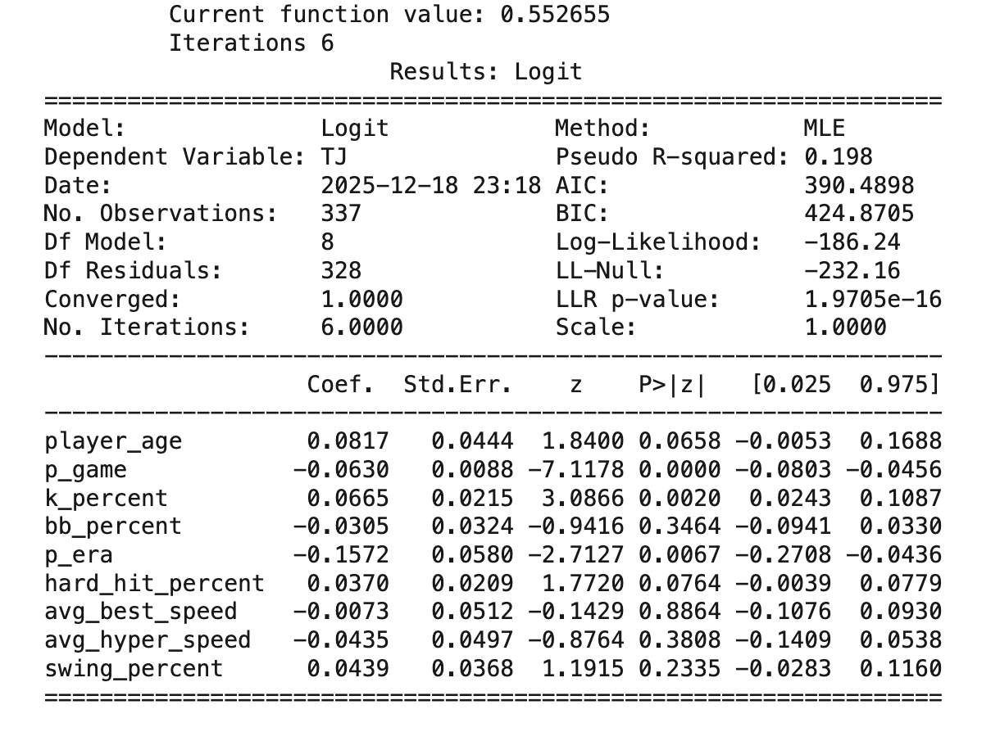 Current function value: 0.552655
Iterations 6
Results: Logit
=================================================================
Model: Logit Method: MLE
Dependent Variable: TJ Pseudo R-squared: 0.198
Date: 2025-12-18 23:18 AIC: 390.4898
No. Observations: 337 BIC: 424.8705
Df Model: 8 Log-Likelihood: -186.24
Df Residuals: 328 LL-Null: -232.16
Converged: 1.0000 LLR p-value: 1.9705e-16
No. Iterations: 6.0000 Scale: 1.0000
-----------------------------------------------------------------
Coef. Std.Err. z P>|z| [0.025 0.975]
-----------------------------------------------------------------
player_age 0.0817 0.0444 1.8400 0.0658 -0.0053 0.1688
p_game -0.0630 0.0088 -7.1178 0.0000 -0.0803 -0.0456
k_percent 0.0665 0.0215 3.0866 0.0020 0.0243 0.1087
bb_percent -0.0305 0.0324 -0.9416 0.3464 -0.0941 0.0330
p_era -0.1572 0.0580 -2.7127 0.0067 -0.2708 -0.0436
hard_hit_percent 0.0370 0.0209 1.7720 0.0764 -0.0039 0.0779
avg_best_speed -0.0073 0.0512 -0.1429 0.8864 -0.1076 0.0930
avg_hyper_speed -0.0435 0.0497 -0.8764 0.3808 -0.1409 0.0538
swing_percent 0.0439 0.0368 1.1915 0.2335 -0.0283 0.1160
=================================================================